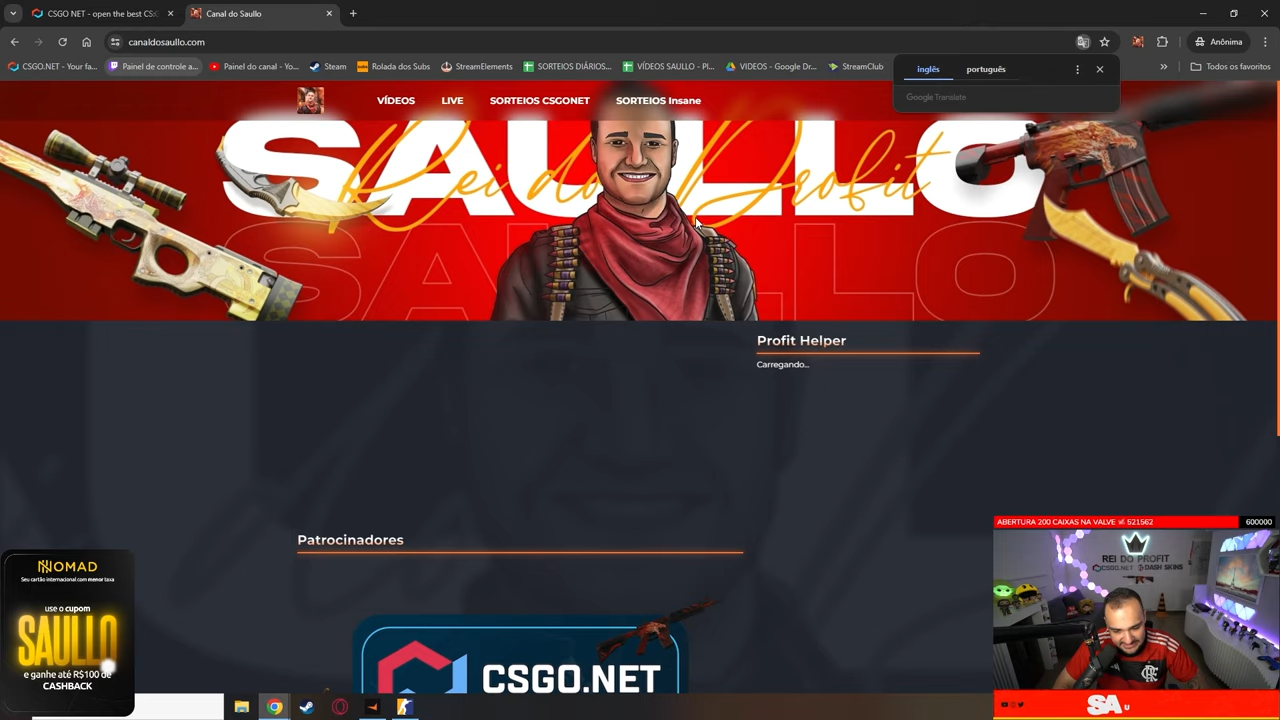 CSGO NET - open the best CS:
Canal do Saullo
canaldosaullo.com
Anônima
CSGO.NET - Your fa...
Painel de controle a...
Painel do canal - Yo...
Steam
Rolada dos Subs
StreamElements
SORTEIOS DIÁRIOS...
VÍDEOS SAULLO - Pl...
VIDEOS - Google Dr...
StreamClub
Todos os favoritos
inglês
português
Google Translate
VÍDEOS
LIVE
SORTEIOS CSGONET
SORTEIOS Insane
SAULLO
Rei do Profit
SAULLO
Profit Helper
Carregando...
Patrocinadores
CSGO.NET
NOMAD
Seu cartão internacional com menor taxa
use o cupom
SAULLO
e ganhe até R$100 de
CASHBACK
ABERTURA 200 CAIXAS NA VALVE
521562
600000
REI DO PROFIT
CSGO.NET
DASH SKINS
SA
U